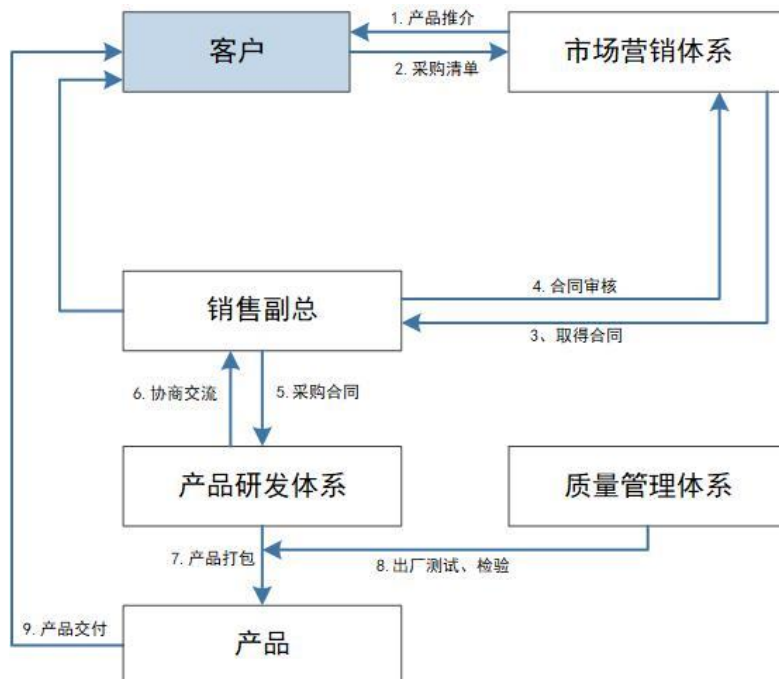 1. 产品推介
客户
市场营销体系
2. 采购清单
4. 合同审核
销售副总
3、取得合同
6. 协商交流
5. 采购合同
产品研发体系
质量管理体系
7. 产品打包
8. 出厂测试、检验
9. 产品交付
产品